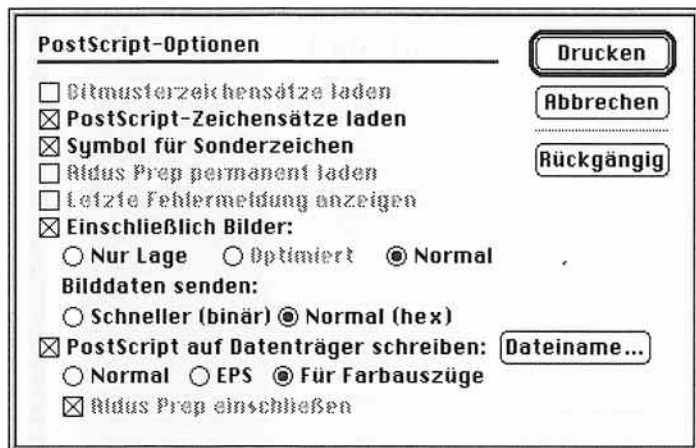 PostScript-Optionen
Drucken
Bitmusterzeichensätze laden
Abbrechen
PostScript-Zeichensätze laden
Symbol für Sonderzeichen
Rückgängig
Aldus Prep permanent laden
Letzte Fehlermeldung anzeigen
Einschließlich Bilder:
Nur Lage Optimiert Normal
Bilddaten senden:
Schneller (binär) Normal (hex)
PostScript auf Datenträger schreiben: Dateiname...
Normal EPS Für Farbauszüge
Aldus Prep einschließen